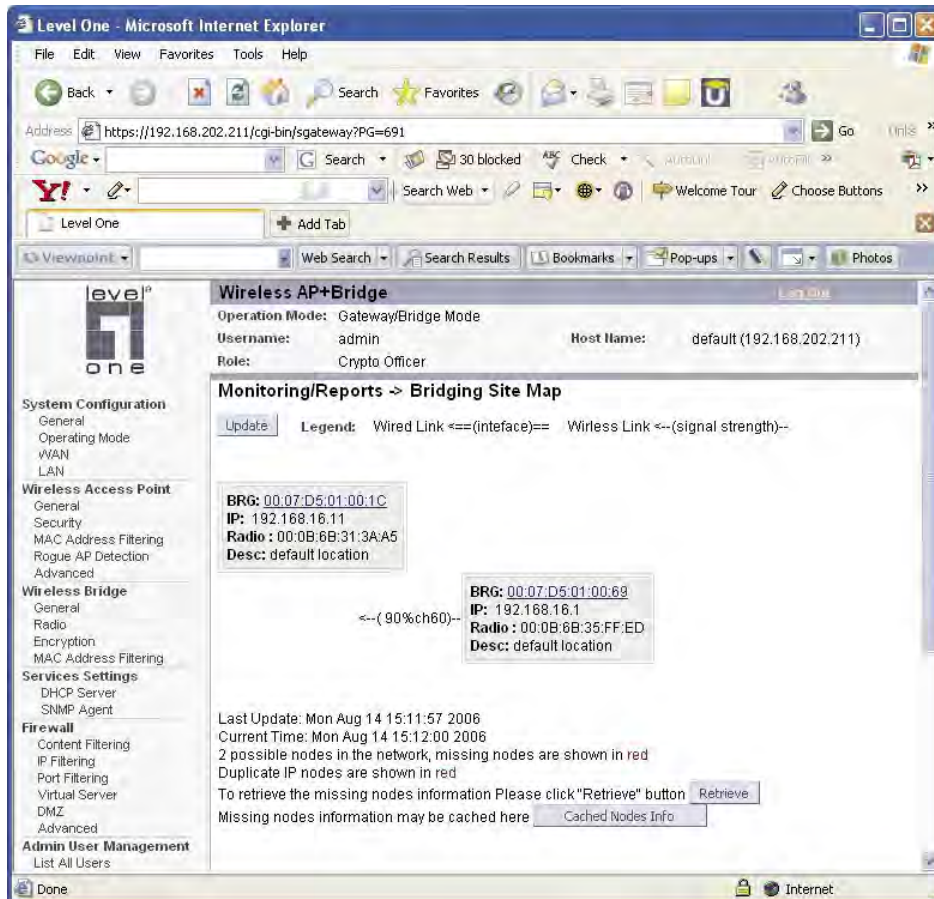 Level One - Microsoft Internet Explorer
File Edit View Favorites Tools Help
Back Search Favorites
Address https://192.168.202.211/cgi-bin/sgateway?PG=691 Go
Google Search 30 blocked Check
Y! Search Web Welcome Tour Choose Buttons
Level One Add Tab
Viewpoint Web Search Search Results Bookmarks Pop-ups Photos
level one
Wireless AP+Bridge Log Out
Operation Mode: Gateway/Bridge Mode
Username: admin Host Name: default (192.168.202.211)
Role: Crypto Officer
System Configuration
General
Operating Mode
WAN
LAN
Wireless Access Point
General
Security
MAC Address Filtering
Rogue AP Detection
Advanced
Wireless Bridge
General
Radio
Encryption
MAC Address Filtering
Services Settings
DHCP Server
SNMP Agent
Firewall
Content Filtering
IP Filtering
Port Filtering
Virtual Server
DMZ
Advanced
Admin User Management
List All Users
Monitoring/Reports -> Bridging Site Map
Update Legend: Wired Link <==(inteface)== Wirless Link <--(signal strength)--
BRG: 00:07:D5:01:00:1C
IP: 192.168.16.11
Radio : 00:0B:6B:31:3A:A5
Desc: default location
<--( 90%ch60)--
BRG: 00:07:D5:01:00:69
IP: 192.168.16.1
Radio : 00:0B:6B:35:FF:ED
Desc: default location
Last Update: Mon Aug 14 15:11:57 2006
Current Time: Mon Aug 14 15:12:00 2006
2 possible nodes in the network, missing nodes are shown in red
Duplicate IP nodes are shown in red
To retrieve the missing nodes information Please click "Retrieve" button Retrieve
Missing nodes information may be cached here Cached Nodes Info
Done Internet